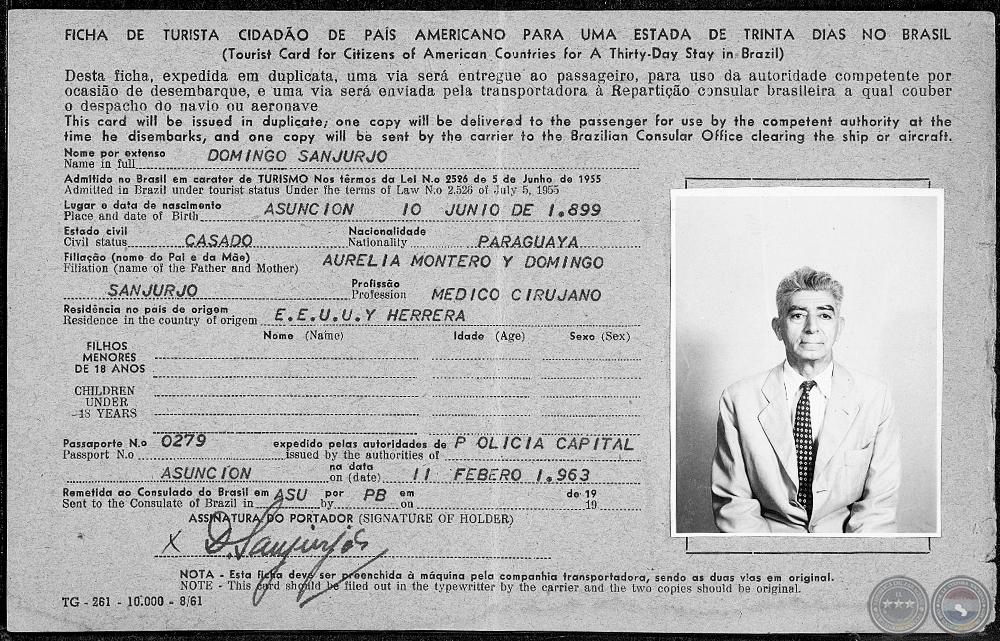 FICHA DE TURISTA CIDADÃO DE PAÍS AMERICANO PARA UMA ESTADA DE TRINTA DIAS NO BRASIL
(Tourist Card for Citizens of American Countries for A Thirty-Day Stay in Brazil)
Desta ficha, expedida em duplicata, uma via será entregue ao passageiro, para uso da autoridade competente por
ocasião de desembarque, e uma via será enviada pela transportadora à Repartição consular brasileira a qual couber
o despacho do navio ou aeronave
This card will be issued in duplicate; one copy will be delivered to the passenger for use by the competent authority at the
time he disembarks, and one copy will be sent by the carrier to the Brazilian Consular Office clearing the ship or aircraft.
Nome por extenso DOMINGO SANJURJO
Name in full
Admitido no Brasil em carater de TURISMO Nos têrmos da Lei N.o 2526 de 5 de Junho de 1955
Admitted in Brazil under tourist status Under the terms of Law N.o 2.526 of July 5, 1955
Lugar e data de nascimento ASUNCION 10 JUNIO DE 1.899
Place and date of Birth
Estado civil CASADO Nacionalidade PARAGUAYA
Civil status Nationality
Filiação (nome do Pai e da Mãe) AURELIA MONTERO Y DOMINGO
Filiation (name of the Father and Mother)
SANJURJO Profissão MEDICO CIRUJANO
Profession
Residência no país de origem E.E.U.U.Y HERRERA
Residence in the country of origem
Nome (Name) Idade (Age) Sexo (Sex)
FILHOS
MENORES
DE 18 ANOS
CHILDREN
UNDER
18 YEARS
Passaporte N.o 0279 expedido pelas autoridades de P OLICIA CAPITAL
Passport N.o issued by the authorities of
ASUNCION na data 11 FEBERO 1.963
on (date)
Remetida ao Consulado do Brasil em ASU por PB em de 19
Sent to the Consulate of Brazil in by on 19
ASSINATURA DO PORTADOR (SIGNATURE OF HOLDER)
X D. Sanjurjo
NOTA - Esta ficha deve ser preenchida à máquina pela companhia transportadora, sendo as duas vias em original.
NOTE - This card should be filed out in the typewriter by the carrier and the two copies should be original.
TG - 261 - 10.000 - 8/61